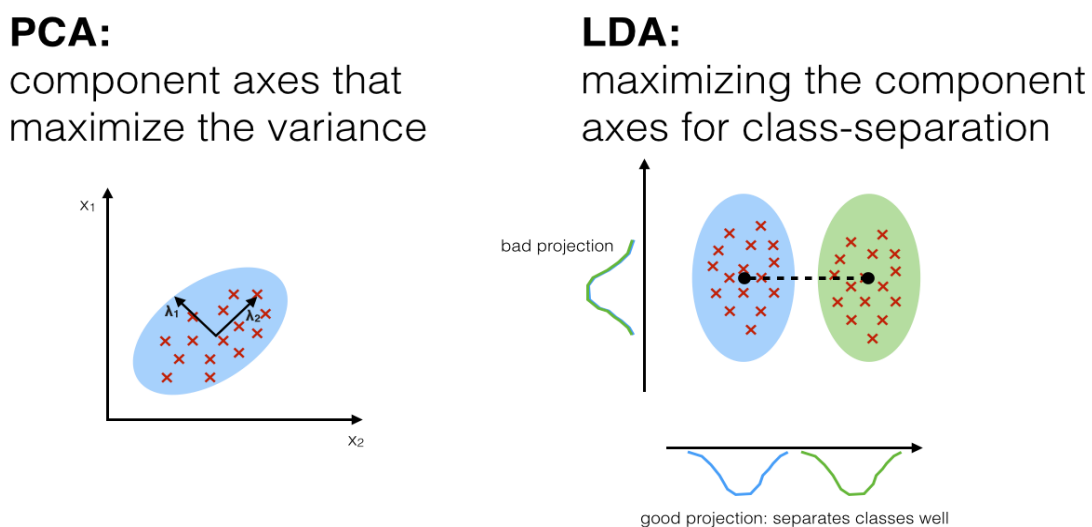 PCA:
component axes that
maximize the variance
x₁
λ₁
λ₂
x₂
LDA:
maximizing the component
axes for class-separation
bad projection
good projection: separates classes well